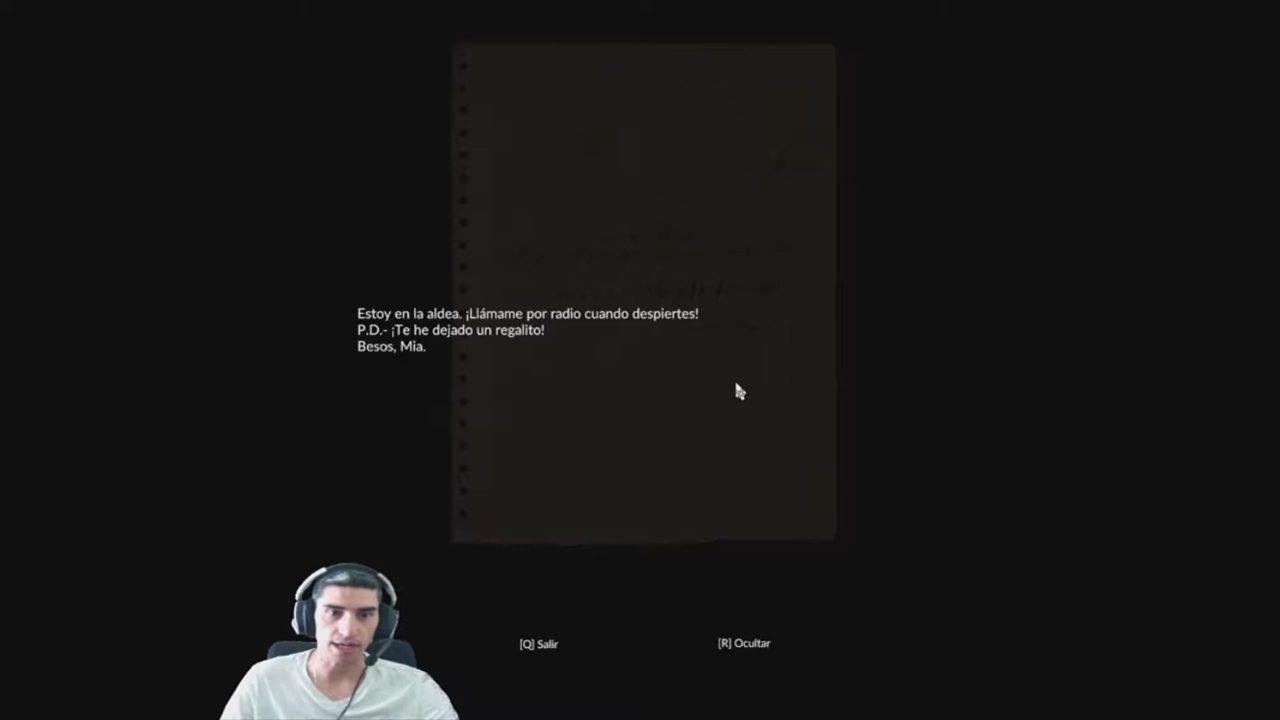 Estoy en la aldea. ¡Llámame por radio cuando despiertes!
P.D.- ¡Te he dejado un regalito!
Besos, Mia.
[Q] Salir
[R] Ocultar